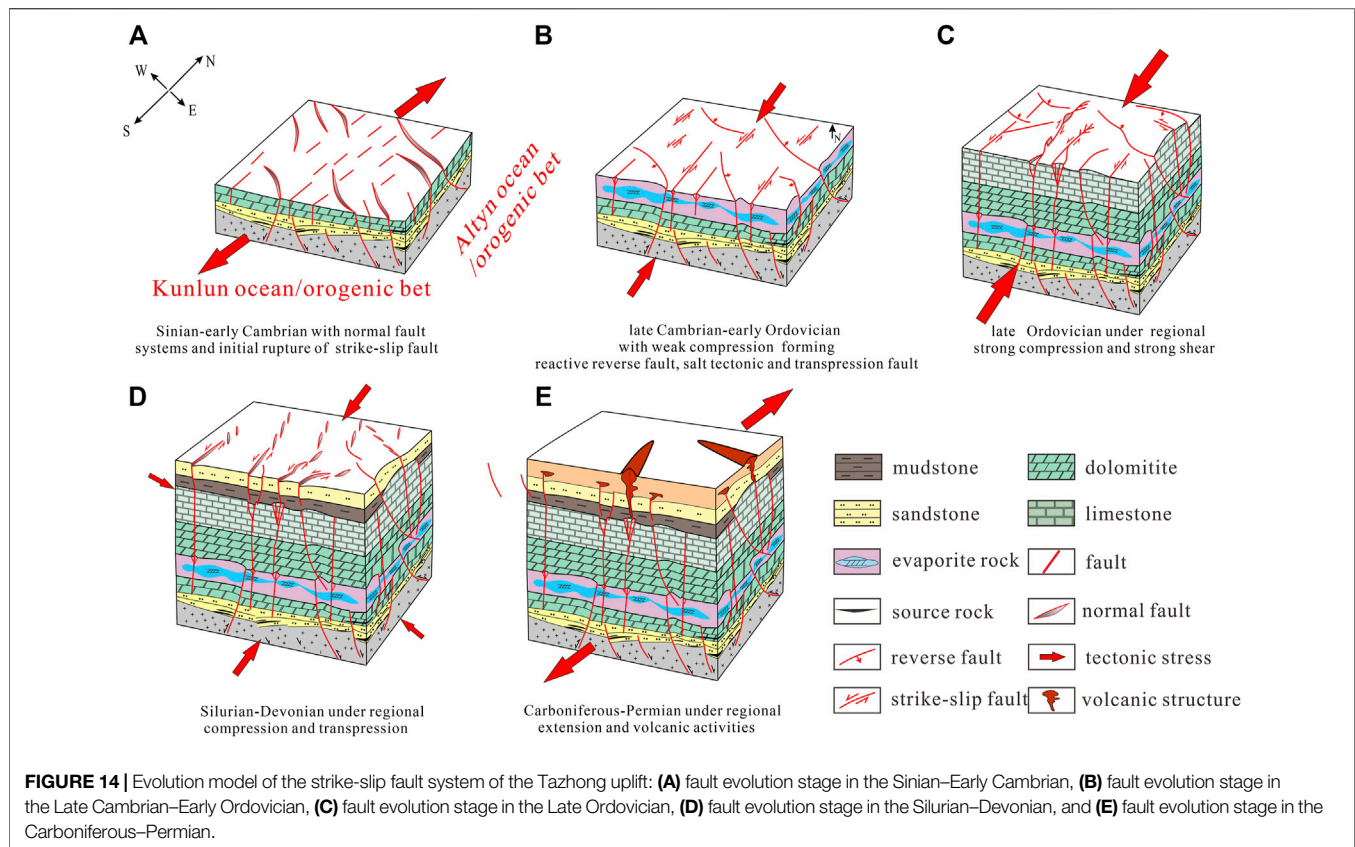 A
B
C
N
W
E
S
N
Altyn ocean
/orogenic bet
Kunlun ocean/orogenic bet
Sinian-early Cambrian with normal fault
systems and initial rupture of strike-slip fault
late Cambrian-early Ordovician
with weak compression forming
reactive reverse fault, salt tectonic and transpression fault
late Ordovician under regional
strong compression and strong shear
D
E
Silurian-Devonian under regional
compression and transpression
Carboniferous-Permian under regional
extension and volcanic activities
mudstone
dolomitite
sandstone
limestone
evaporite rock
fault
source rock
normal fault
reverse fault
tectonic stress
strike-slip fault
volcanic structure
FIGURE 14 | Evolution model of the strike-slip fault system of the Tazhong uplift: (A) fault evolution stage in the Sinian–Early Cambrian, (B) fault evolution stage in
the Late Cambrian–Early Ordovician, (C) fault evolution stage in the Late Ordovician, (D) fault evolution stage in the Silurian–Devonian, and (E) fault evolution stage in the
Carboniferous–Permian.